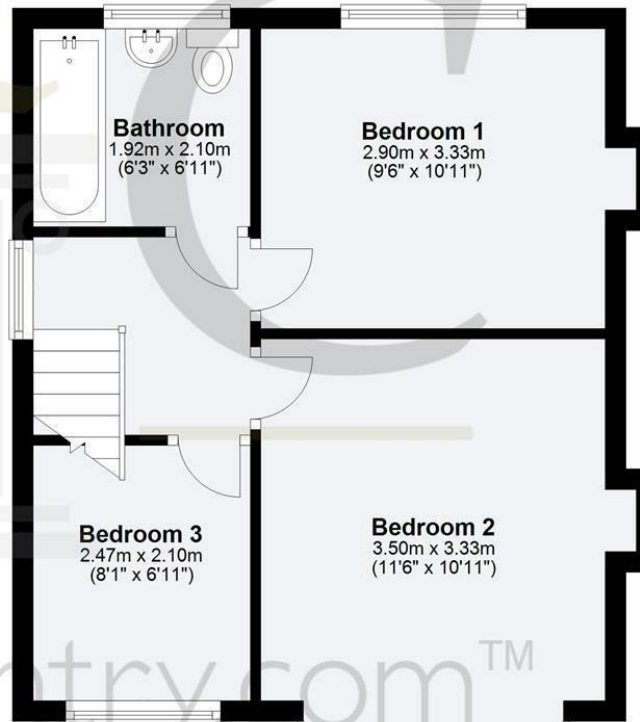 Bathroom
1.92m x 2.10m
(6'3" x 6'11")
Bedroom 1
2.90m x 3.33m
(9'6" x 10'11")
Bedroom 3
2.47m x 2.10m
(8'1" x 6'11")
Bedroom 2
3.50m x 3.33m
(11'6" x 10'11")
ntry.com™